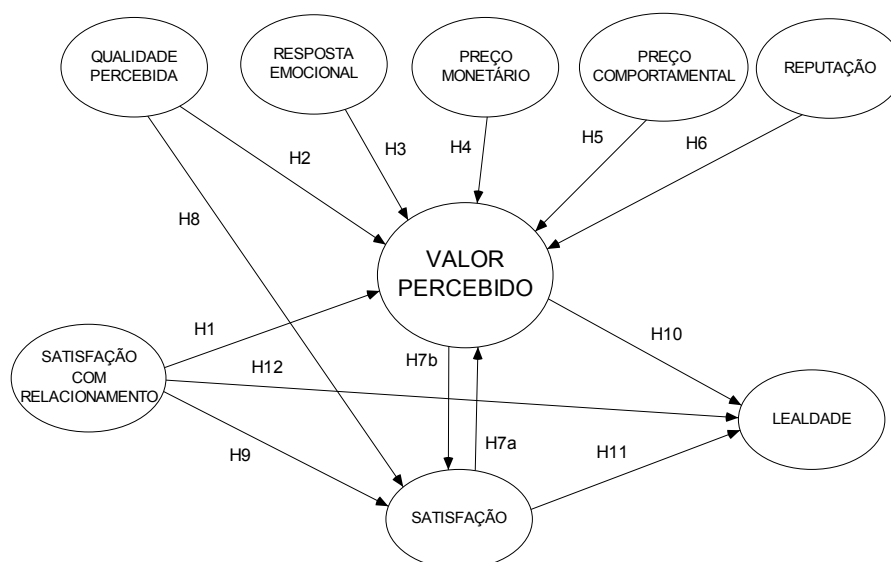 QUALIDADE
PERCEBIDA
RESPOSTA
EMOCIONAL
PREÇO
MONETÁRIO
PREÇO
COMPORTAMENTAL
REPUTAÇÃO
H2
H3
H4
H5
H6
H8
VALOR
PERCEBIDO
H1
H12
H7b
H10
SATISFAÇÃO
COM
RELACIONAMENTO
LEALDADE
H9
H7a
H11
SATISFAÇÃO